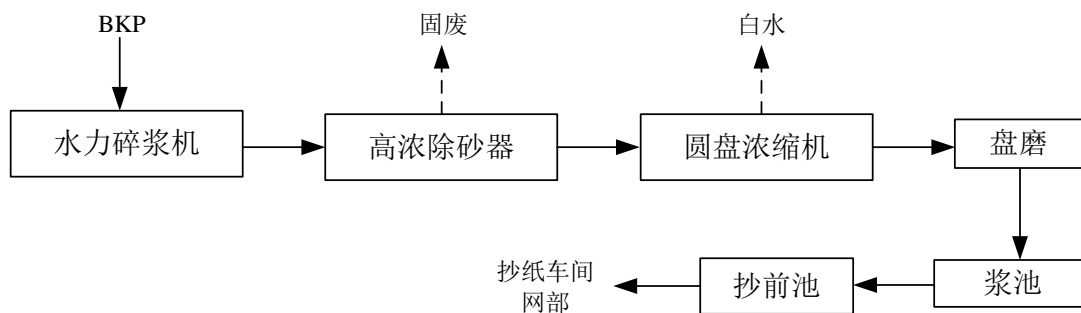 BKP
固废
白水
水力碎浆机
高浓除砂器
圆盘浓缩机
盘磨
抄纸车间
网部
抄前池
浆池